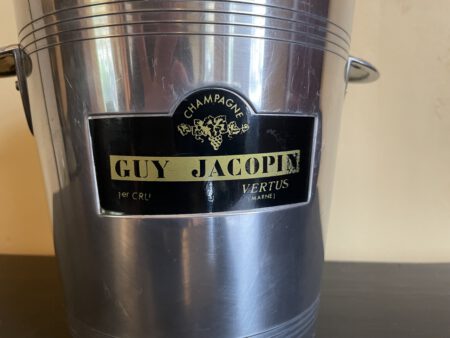 CHAMPAGNE
GUY JACOPIN
1er CRU VERTUS
(MARNE)